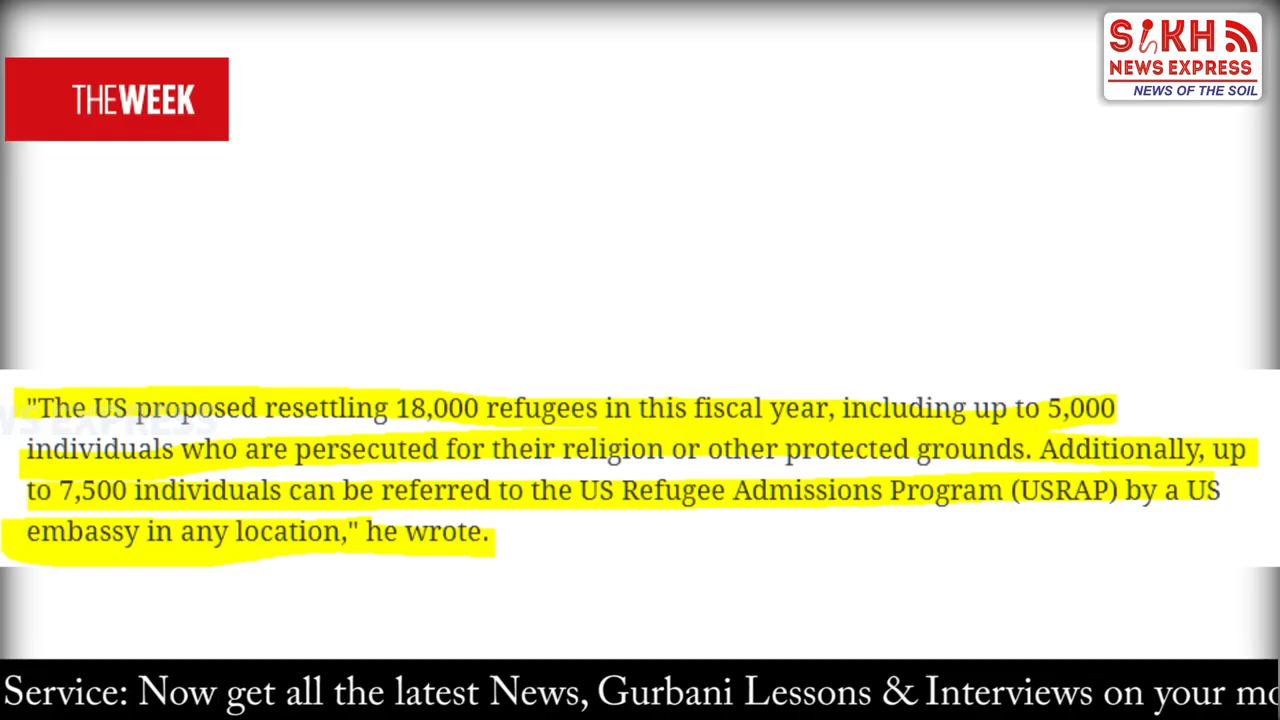 THEWEEK
SiKH
NEWS EXPRESS
NEWS OF THE SOIL
"The US proposed resettling 18,000 refugees in this fiscal year, including up to 5,000
individuals who are persecuted for their religion or other protected grounds. Additionally, up
to 7,500 individuals can be referred to the US Refugee Admissions Program (USRAP) by a US
embassy in any location," he wrote.
WS EXPRESS
Service: Now get all the latest News, Gurbani Lessons & Interviews on your mo